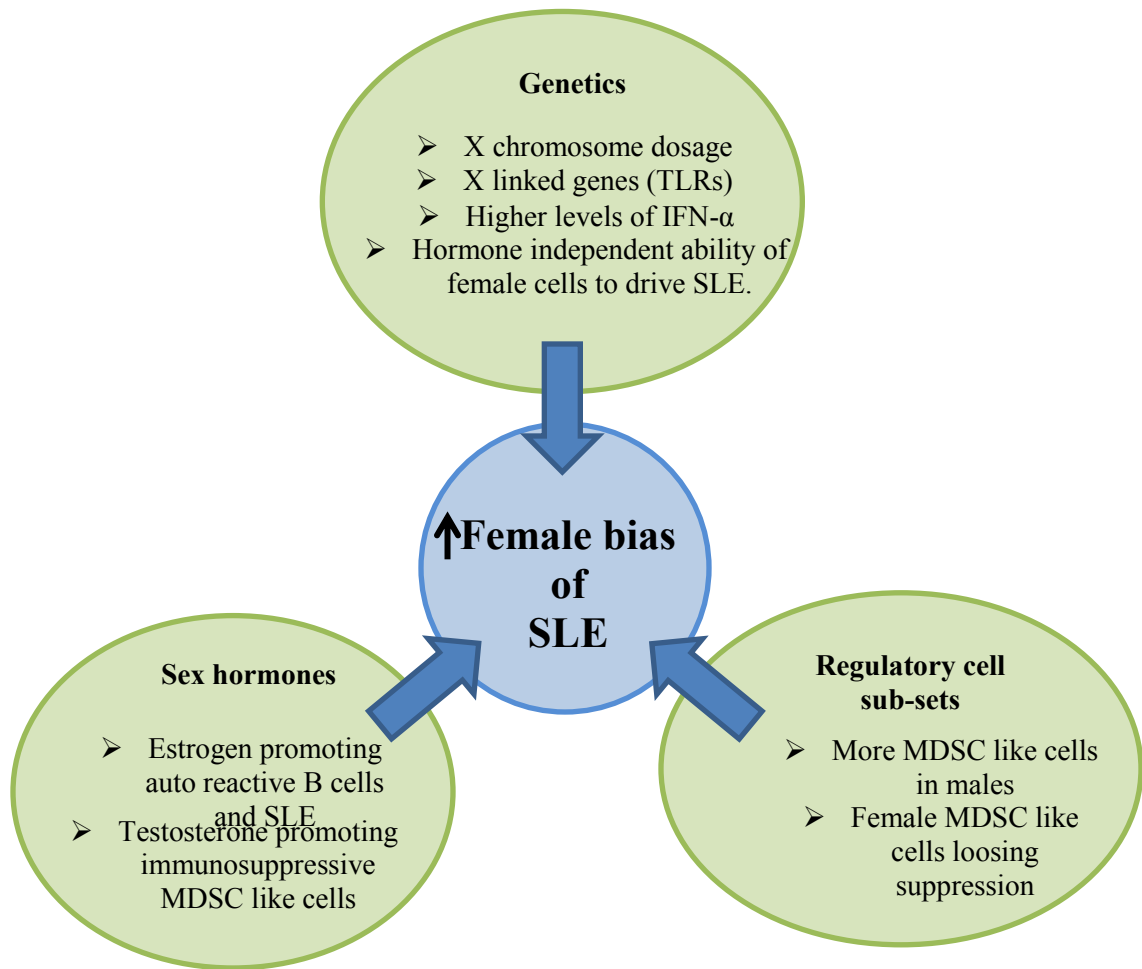 Genetics
➢ X chromosome dosage
➢ X linked genes (TLRs)
➢ Higher levels of IFN-α
➢ Hormone independent ability of
female cells to drive SLE.
↑Female bias
of
SLE
Sex hormones
➢ Estrogen promoting
auto reactive B cells
and SLE
➢ Testosterone promoting
immunosuppressive
MDSC like cells
Regulatory cell
sub-sets
➢ More MDSC like cells
in males
➢ Female MDSC like
cells loosing
suppression